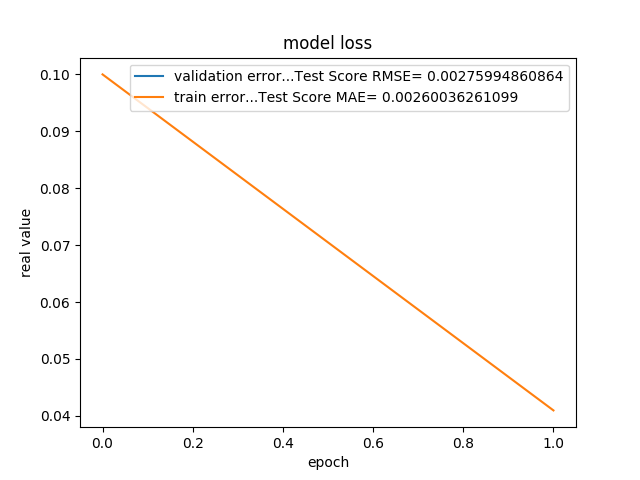 model loss
validation error...Test Score RMSE= 0.00275994860864
train error...Test Score MAE= 0.00260036261099
0.10
0.09
0.08
0.07
0.06
0.05
0.04
real value
0.0 0.2 0.4 0.6 0.8 1.0
epoch